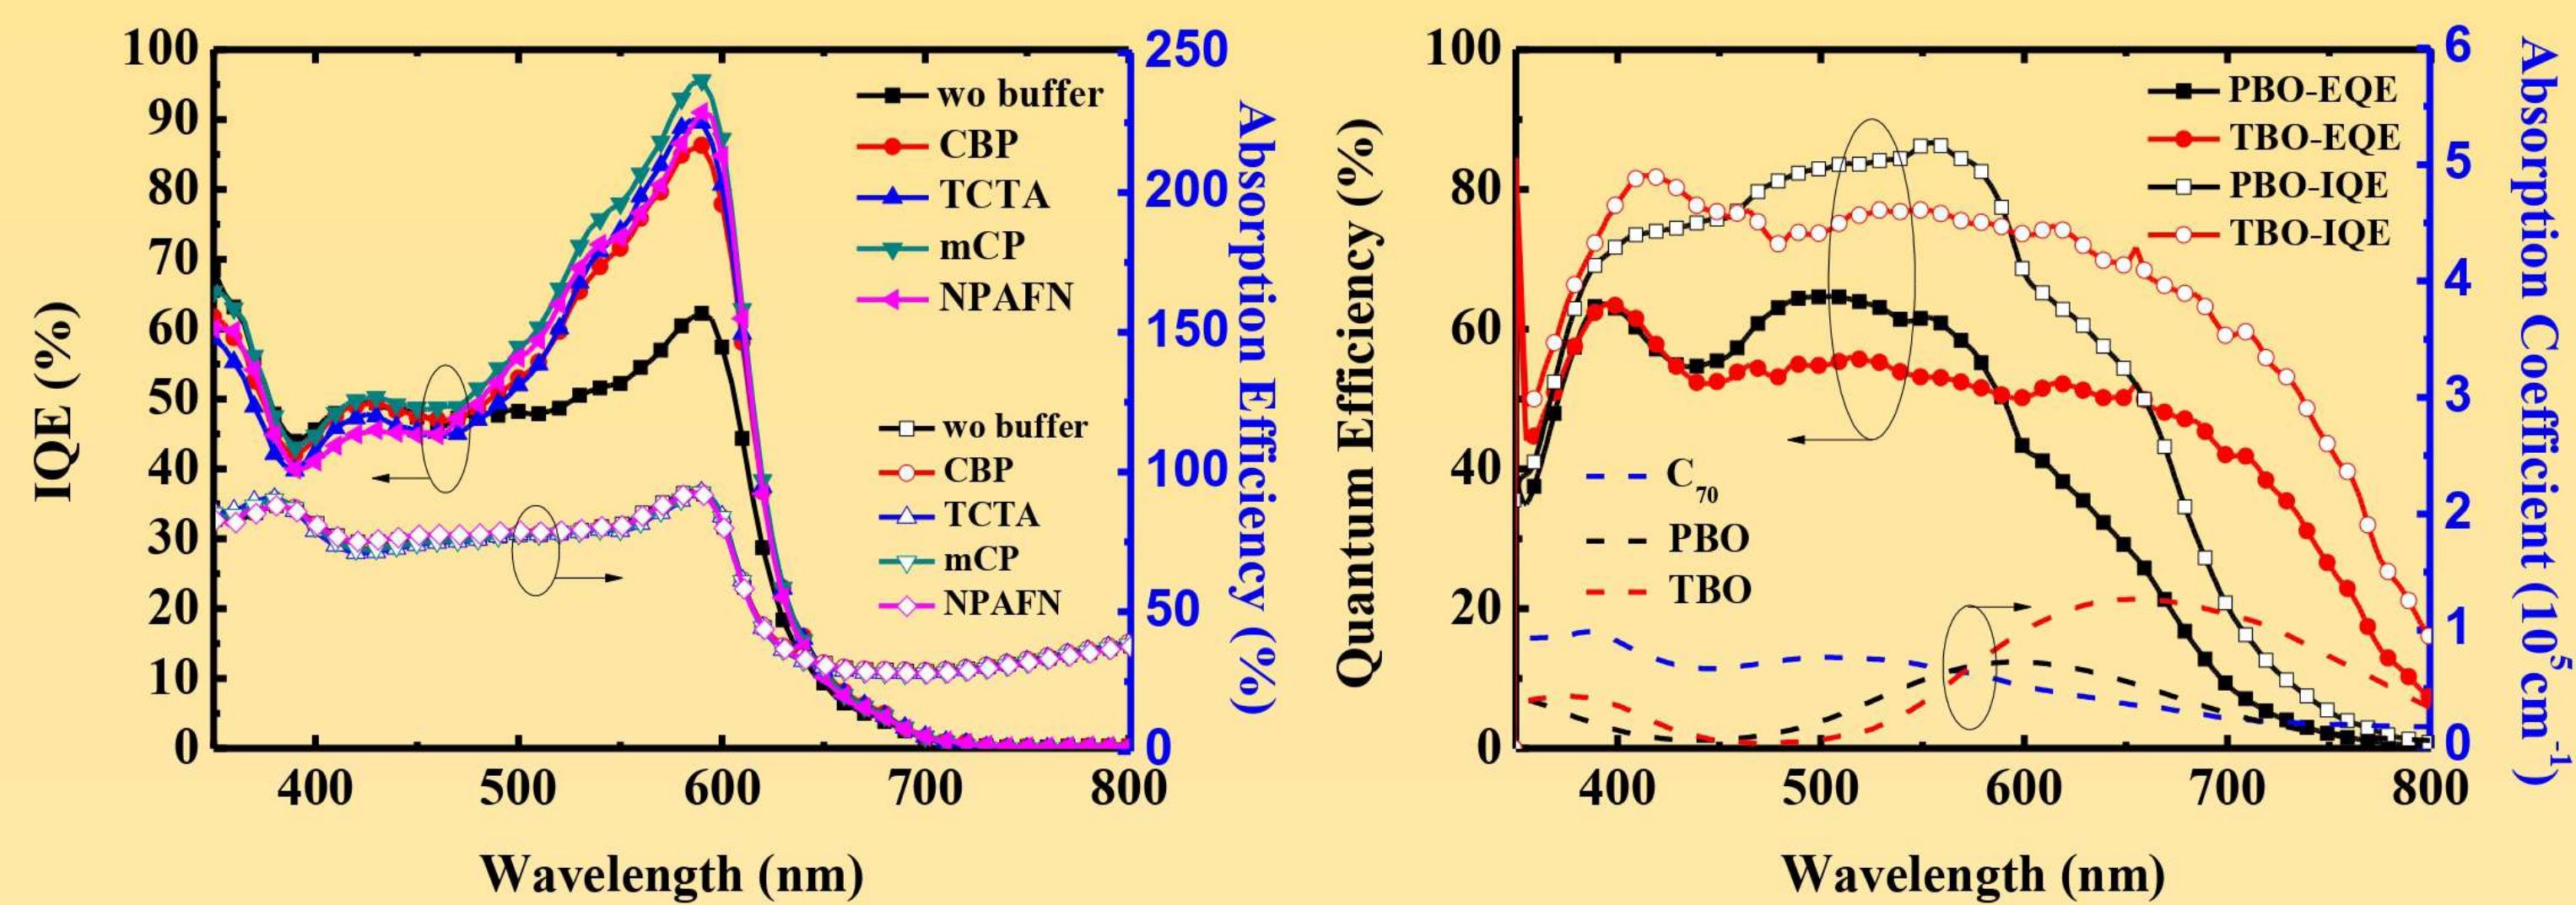 IQE (%)
100
90
80
70
60
50
40
30
20
10
0
400
500
600
700
800
Wavelength (nm)
wo buffer
CBP
TCTA
mCP
NPAFN
wo buffer
CBP
TCTA
mCP
NPAFN
250
200
150
100
50
0
Absorption Efficiency (%)
Quantum Efficiency (%)
100
80
60
40
20
0
400
500
600
700
800
Wavelength (nm)
PBO-EQE
TBO-EQE
PBO-IQE
TBO-IQE
C₇₀
PBO
TBO
6
5
4
3
2
1
0
Absorption Coefficient (10⁵ cm⁻¹)